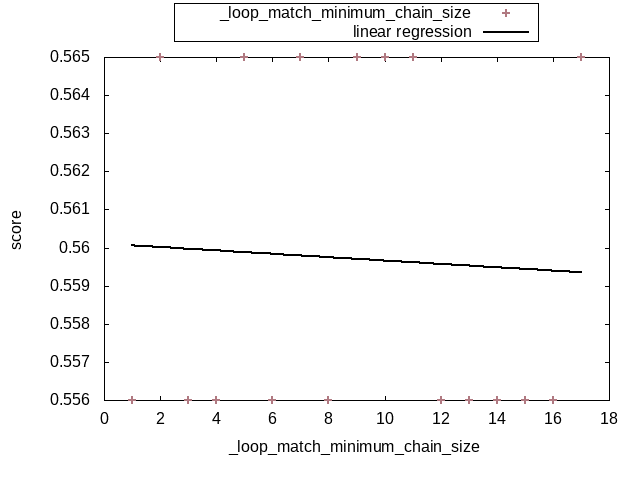 _loop_match_minimum_chain_size
linear regression
0.565
0.564
0.563
0.562
0.561
0.56
0.559
0.558
0.557
0.556
score
0 2 4 6 8 10 12 14 16 18
_loop_match_minimum_chain_size